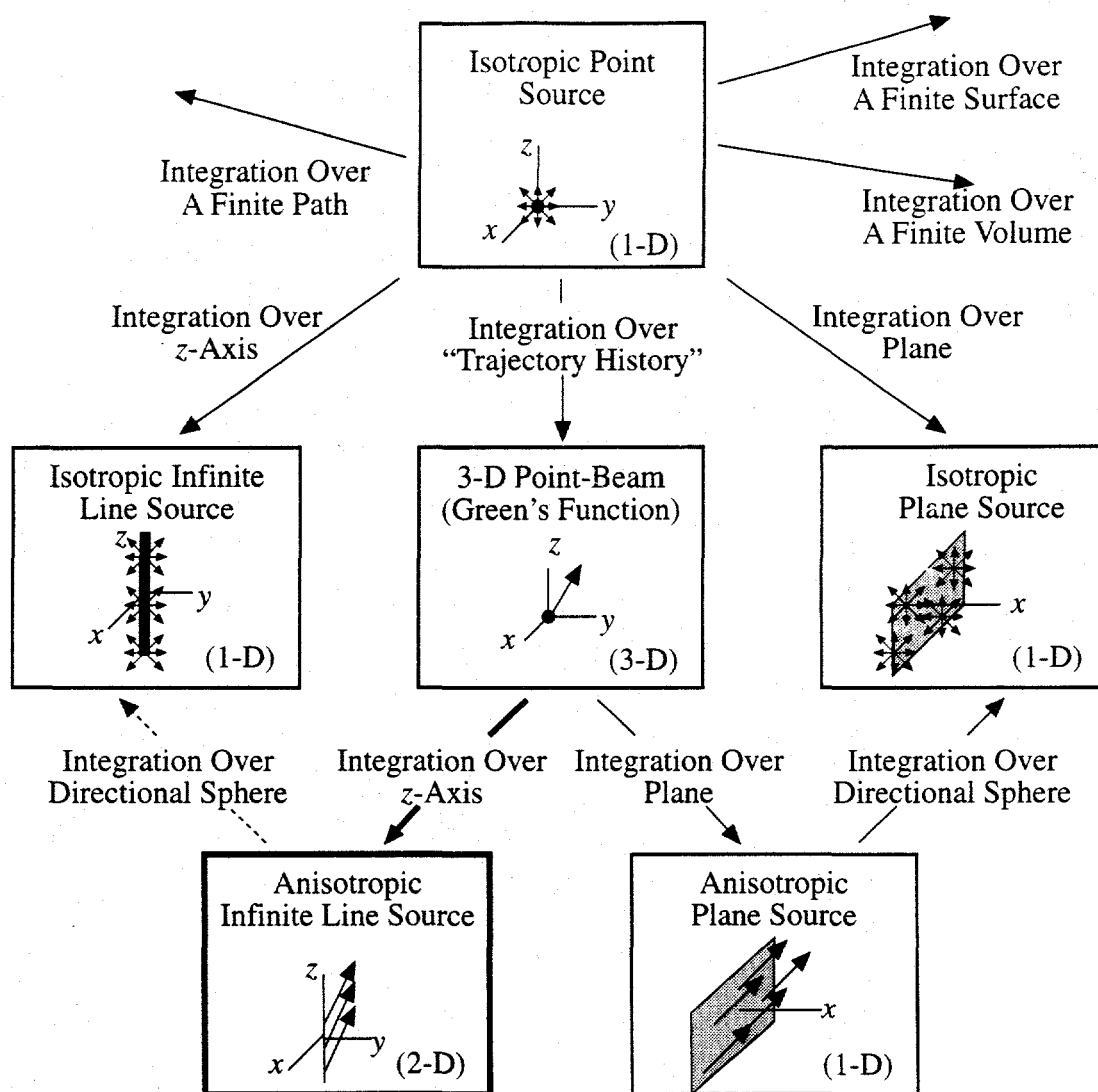 Isotropic Point
Source
z
y
x
(1-D)
Integration Over
A Finite Surface
Integration Over
A Finite Path
Integration Over
A Finite Volume
Integration Over
z-Axis
Integration Over
“Trajectory History”
Integration Over
Plane
Isotropic Infinite
Line Source
z
y
x
(1-D)
3-D Point-Beam
(Green's Function)
z
y
x
(3-D)
Isotropic
Plane Source
x
(1-D)
Integration Over
Directional Sphere
Integration Over
z-Axis
Integration Over
Plane
Integration Over
Directional Sphere
Anisotropic
Infinite Line Source
z
y
x
(2-D)
Anisotropic
Plane Source
x
(1-D)